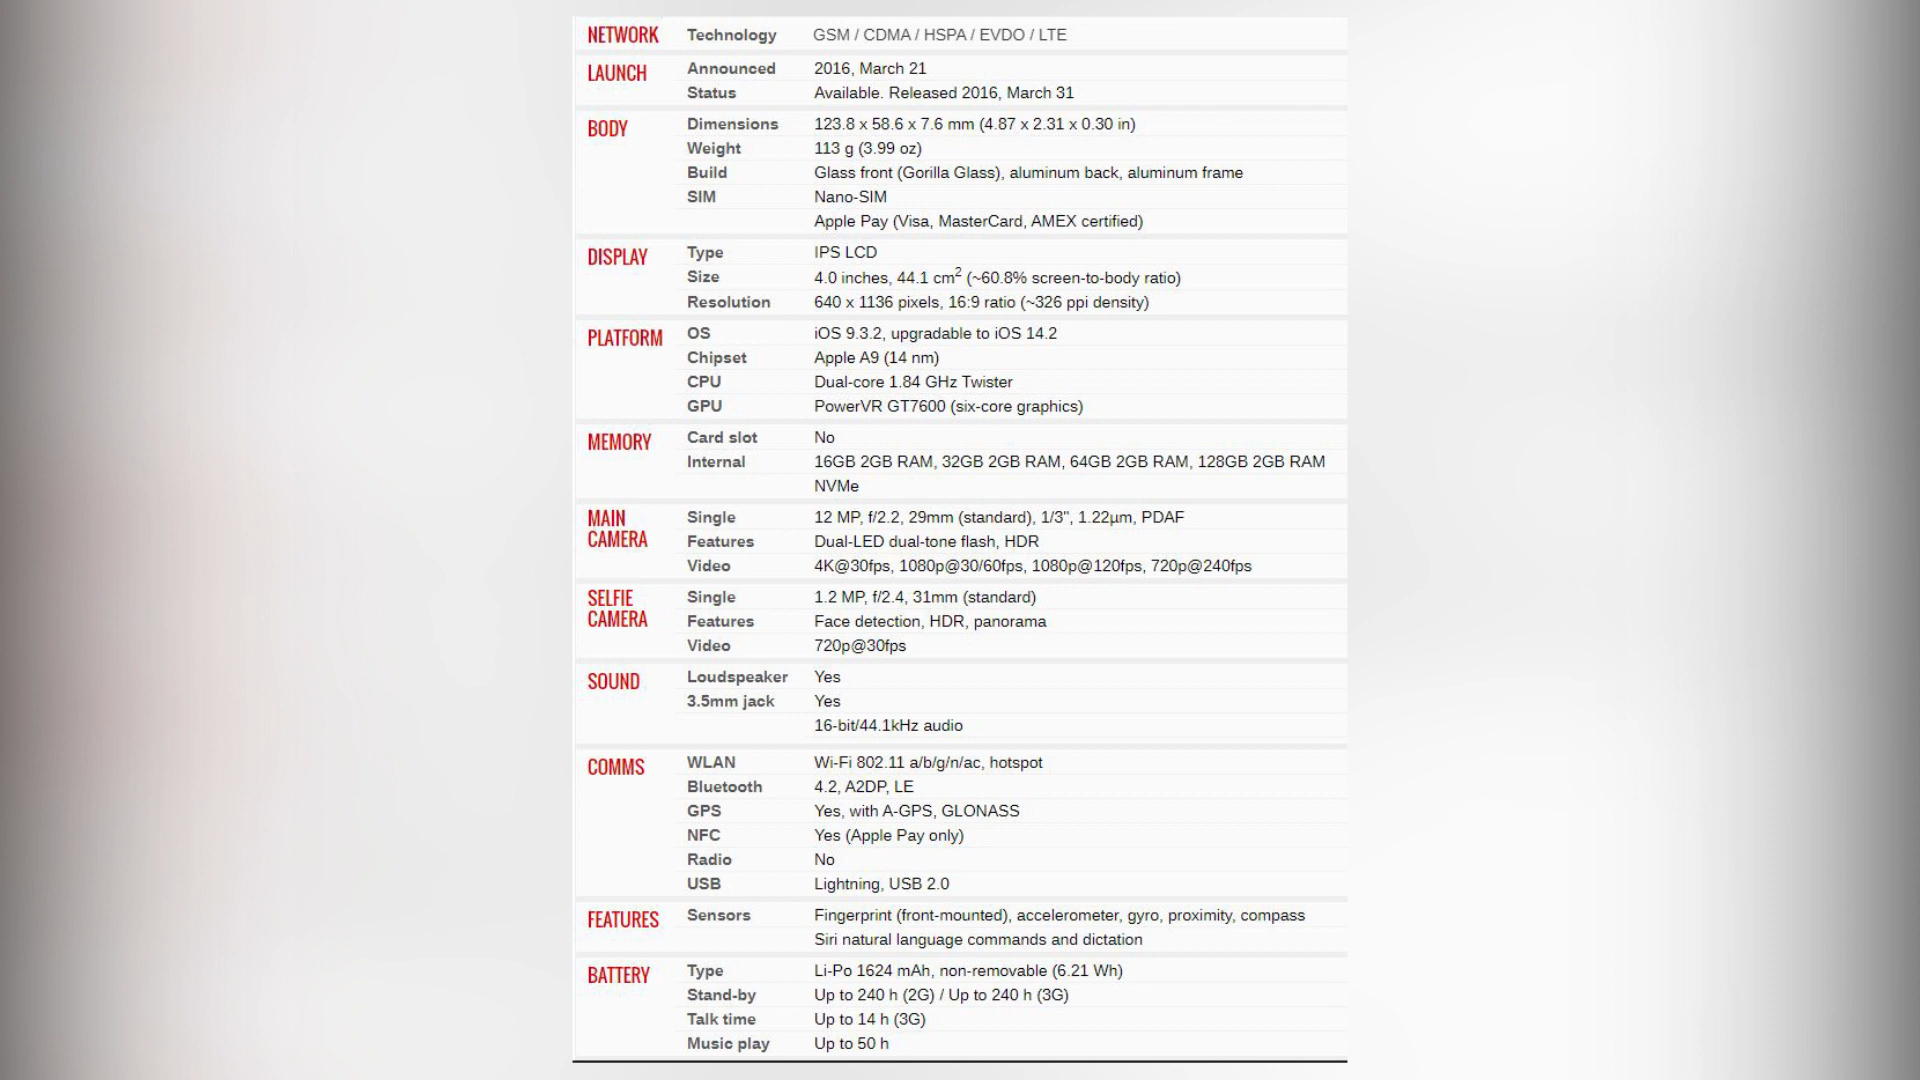 NETWORK Technology GSM / CDMA / HSPA / EVDO / LTE
LAUNCH Announced 2016, March 21
Status Available. Released 2016, March 31
BODY Dimensions 123.8 x 58.6 x 7.6 mm (4.87 x 2.31 x 0.30 in)
Weight 113 g (3.99 oz)
Build Glass front (Gorilla Glass), aluminum back, aluminum frame
SIM Nano-SIM
Apple Pay (Visa, MasterCard, AMEX certified)
DISPLAY Type IPS LCD
Size 4.0 inches, 44.1 cm² (~60.8% screen-to-body ratio)
Resolution 640 x 1136 pixels, 16:9 ratio (~326 ppi density)
PLATFORM OS iOS 9.3.2, upgradable to iOS 14.2
Chipset Apple A9 (14 nm)
CPU Dual-core 1.84 GHz Twister
GPU PowerVR GT7600 (six-core graphics)
MEMORY Card slot No
Internal 16GB 2GB RAM, 32GB 2GB RAM, 64GB 2GB RAM, 128GB 2GB RAM
NVMe
MAIN CAMERA Single 12 MP, f/2.2, 29mm (standard), 1/3", 1.22µm, PDAF
Features Dual-LED dual-tone flash, HDR
Video 4K@30fps, 1080p@30/60fps, 1080p@120fps, 720p@240fps
SELFIE CAMERA Single 1.2 MP, f/2.4, 31mm (standard)
Features Face detection, HDR, panorama
Video 720p@30fps
SOUND Loudspeaker Yes
3.5mm jack Yes
16-bit/44.1kHz audio
COMMS WLAN Wi-Fi 802.11 a/b/g/n/ac, hotspot
Bluetooth 4.2, A2DP, LE
GPS Yes, with A-GPS, GLONASS
NFC Yes (Apple Pay only)
Radio No
USB Lightning, USB 2.0
FEATURES Sensors Fingerprint (front-mounted), accelerometer, gyro, proximity, compass
Siri natural language commands and dictation
BATTERY Type Li-Po 1624 mAh, non-removable (6.21 Wh)
Stand-by Up to 240 h (2G) / Up to 240 h (3G)
Talk time Up to 14 h (3G)
Music play Up to 50 h